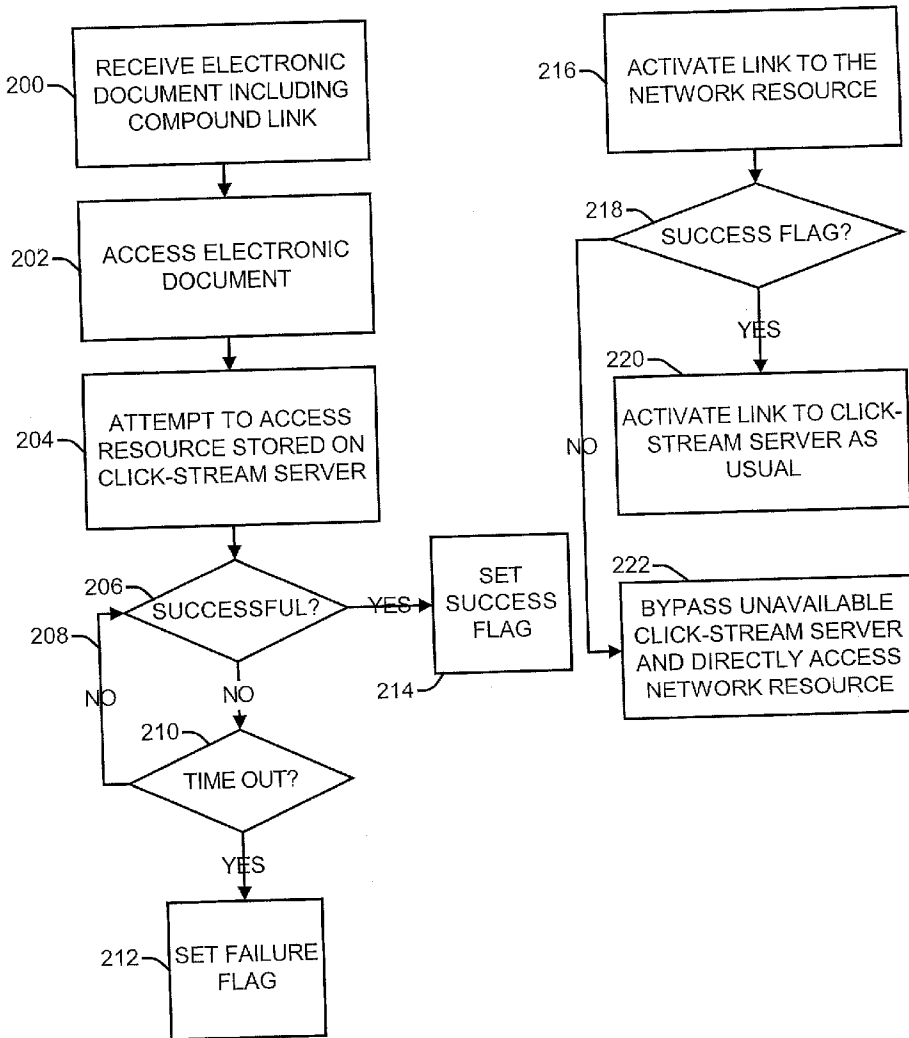 200
RECEIVE ELECTRONIC
DOCUMENT INCLUDING
COMPOUND LINK
202
ACCESS ELECTRONIC
DOCUMENT
204
ATTEMPT TO ACCESS
RESOURCE STORED ON
CLICK-STREAM SERVER
206
SUCCESSFUL?
YES
SET
SUCCESS
FLAG
214
208
NO
NO
210
TIME OUT?
YES
212
SET FAILURE
FLAG
216
ACTIVATE LINK TO THE
NETWORK RESOURCE
218
SUCCESS FLAG?
YES
220
ACTIVATE LINK TO CLICK-
STREAM SERVER AS
USUAL
NO
222
BYPASS UNAVAILABLE
CLICK-STREAM SERVER
AND DIRECTLY ACCESS
NETWORK RESOURCE